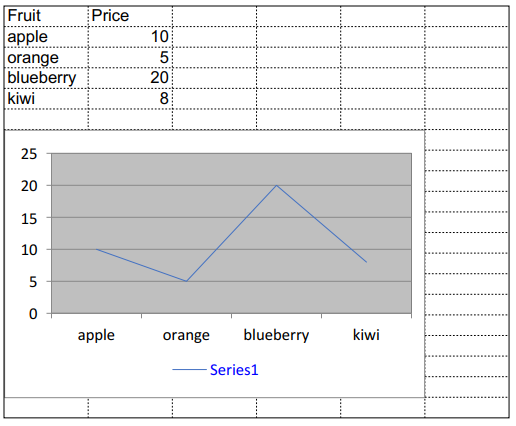 Fruit Price
apple 10
orange 5
blueberry 20
kiwi 8
25
20
15
10
5
0
apple orange blueberry kiwi
Series1